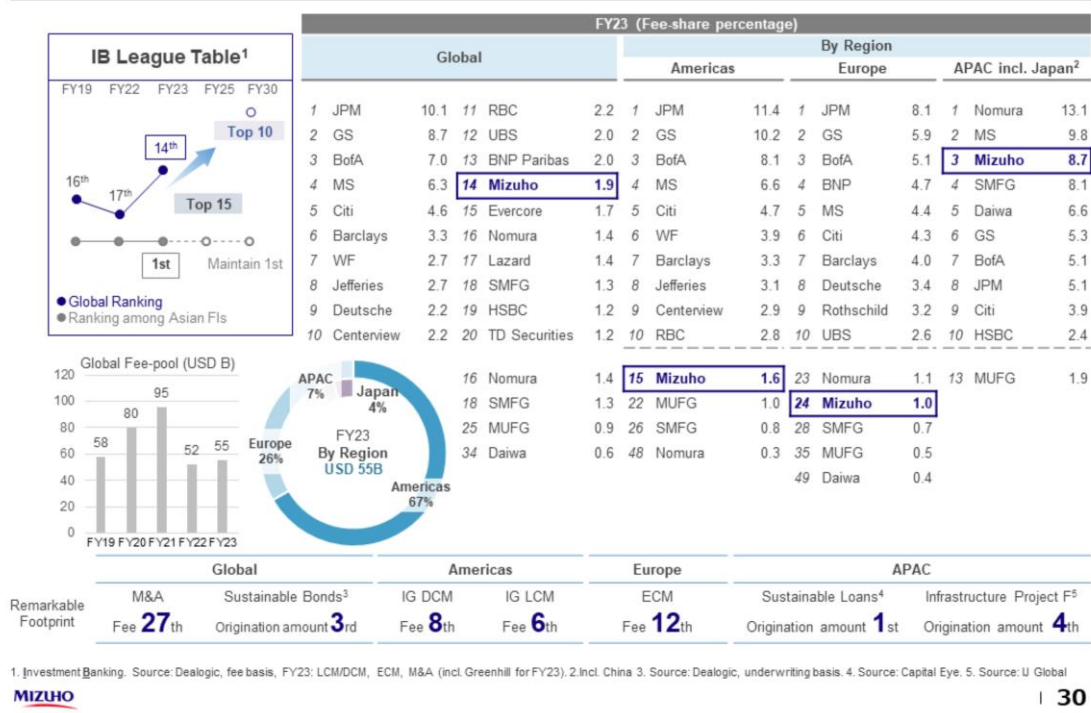 FY23 (Fee-share percentage)
IB League Table1
FY19 FY22 FY23 FY25 FY30
Top 10
14th
16th
17th
Top 15
1st
Maintain 1st
Global Ranking
Ranking among Asian FIs
Global
1 JPM 10.1 11 RBC 2.2
2 GS 8.7 12 UBS 2.0
3 BofA 7.0 13 BNP Paribas 2.0
4 MS 6.3 14 Mizuho 1.9
5 Citi 4.6 15 Evercore 1.7
6 Barclays 3.3 16 Nomura 1.4
7 WF 2.7 17 Lazard 1.4
8 Jefferies 2.7 18 SMFG 1.3
9 Deutsche 2.2 19 HSBC 1.2
10 Centerview 2.2 20 TD Securities 1.2
16 Nomura 1.4
18 SMFG 1.3
25 MUFG 0.9
34 Daiwa 0.6
By Region
Americas
1 JPM 11.4
2 GS 10.2
3 BofA 8.1
4 MS 6.6
5 Citi 4.7
6 WF 3.9
7 Barclays 3.3
8 Jefferies 3.1
9 Centerview 2.9
10 RBC 2.8
15 Mizuho 1.6
22 MUFG 1.0
26 SMFG 0.8
48 Nomura 0.3
Europe
1 JPM 8.1
2 GS 5.9
3 BofA 5.1
4 BNP 4.7
5 MS 4.4
6 Citi 4.3
7 Barclays 4.0
8 Deutsche 3.4
9 Rothschild 3.2
10 UBS 2.6
23 Nomura 1.1
24 Mizuho 1.0
28 SMFG 0.7
35 MUFG 0.5
49 Daiwa 0.4
APAC incl. Japan2
1 Nomura 13.1
2 MS 9.8
3 Mizuho 8.7
4 SMFG 8.1
5 Daiwa 6.6
6 GS 5.3
7 BofA 5.1
8 JPM 5.1
9 Citi 3.9
10 HSBC 2.4
13 MUFG 1.9
Global Fee-pool (USD B)
120
100
80
60
40
20
0
58
80
95
52
55
FY19 FY20 FY21 FY22 FY23
APAC
7%
Japan
4%
Europe
26%
FY23
By Region
USD 55B
Americas
67%
Remarkable
Footprint
Global
M&A
Fee 27th
Sustainable Bonds3
Origination amount 3rd
Americas
IG DCM
Fee 8th
IG LCM
Fee 6th
Europe
ECM
Fee 12th
APAC
Sustainable Loans4
Origination amount 1st
Infrastructure Project F5
Origination amount 4th
1. Investment Banking. Source: Dealogic, fee basis, FY23: LCM/DCM, ECM, M&A (incl. Greenhill for FY23). 2.Incl. China 3. Source: Dealogic, underwriting basis. 4. Source: Capital Eye. 5. Source: IJ Global
MIZUHO
30